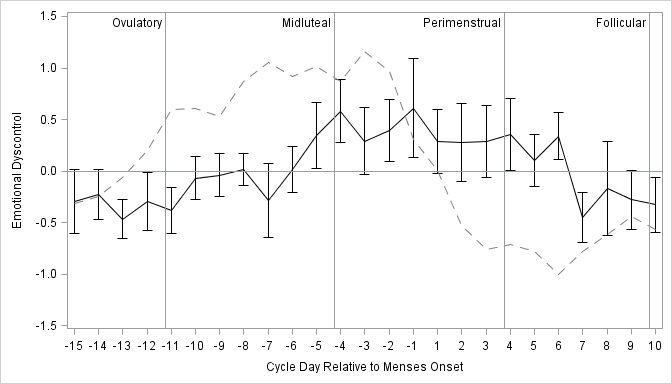 Ovulatory Midluteal Perimenstrual Follicular
1.5
1.0
0.5
0.0
-0.5
-1.0
-1.5
Emotional Dyscontrol
-15 -14 -13 -12 -11 -10 -9 -8 -7 -6 -5 -4 -3 -2 -1 1 2 3 4 5 6 7 8 9 10
Cycle Day Relative to Menses Onset